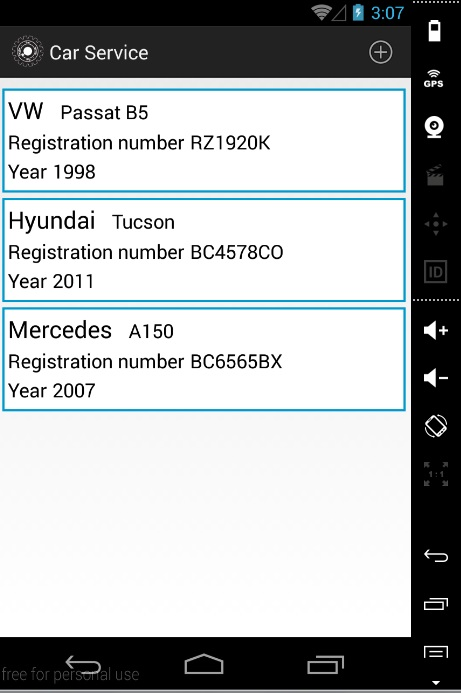 3:07
Car Service
GPS
VW Passat B5
Registration number RZ1920K
Year 1998
ID
Hyundai Tucson
Registration number BC4578CO
Year 2011
Mercedes A150
Registration number BC6565BX
Year 2007
1:1
free for personal use